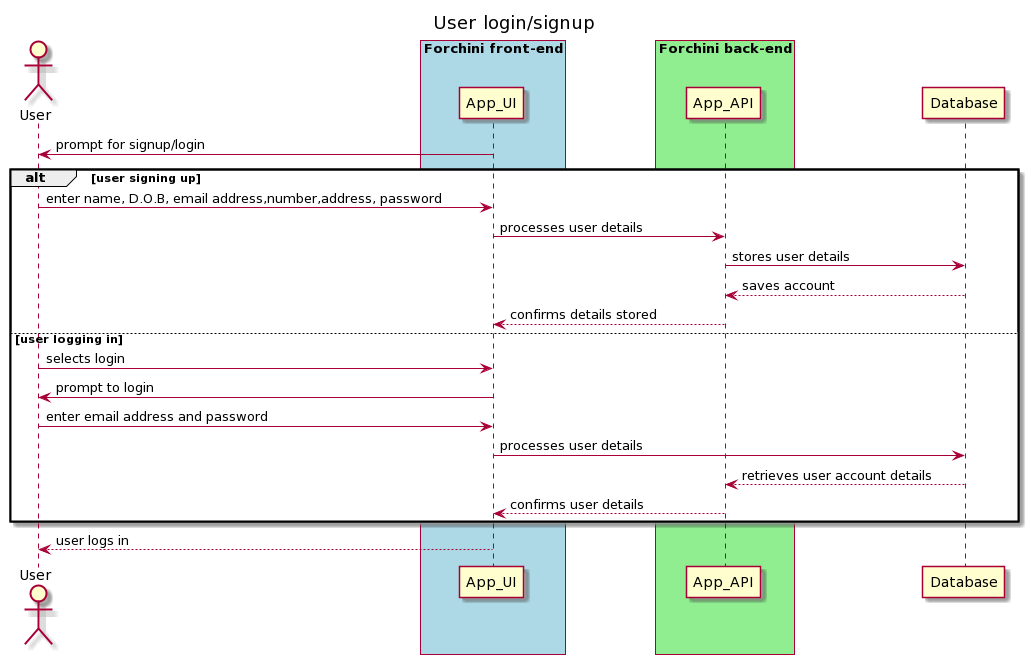 User login/signup
Forchini front-end
Forchini back-end
User
App_UI
App_API
Database
prompt for signup/login
alt
[user signing up]
enter name, D.O.B, email address,number,address, password
processes user details
stores user details
saves account
confirms details stored
[user logging in]
selects login
prompt to login
enter email address and password
processes user details
retrieves user account details
confirms user details
user logs in
User
App_UI
App_API
Database